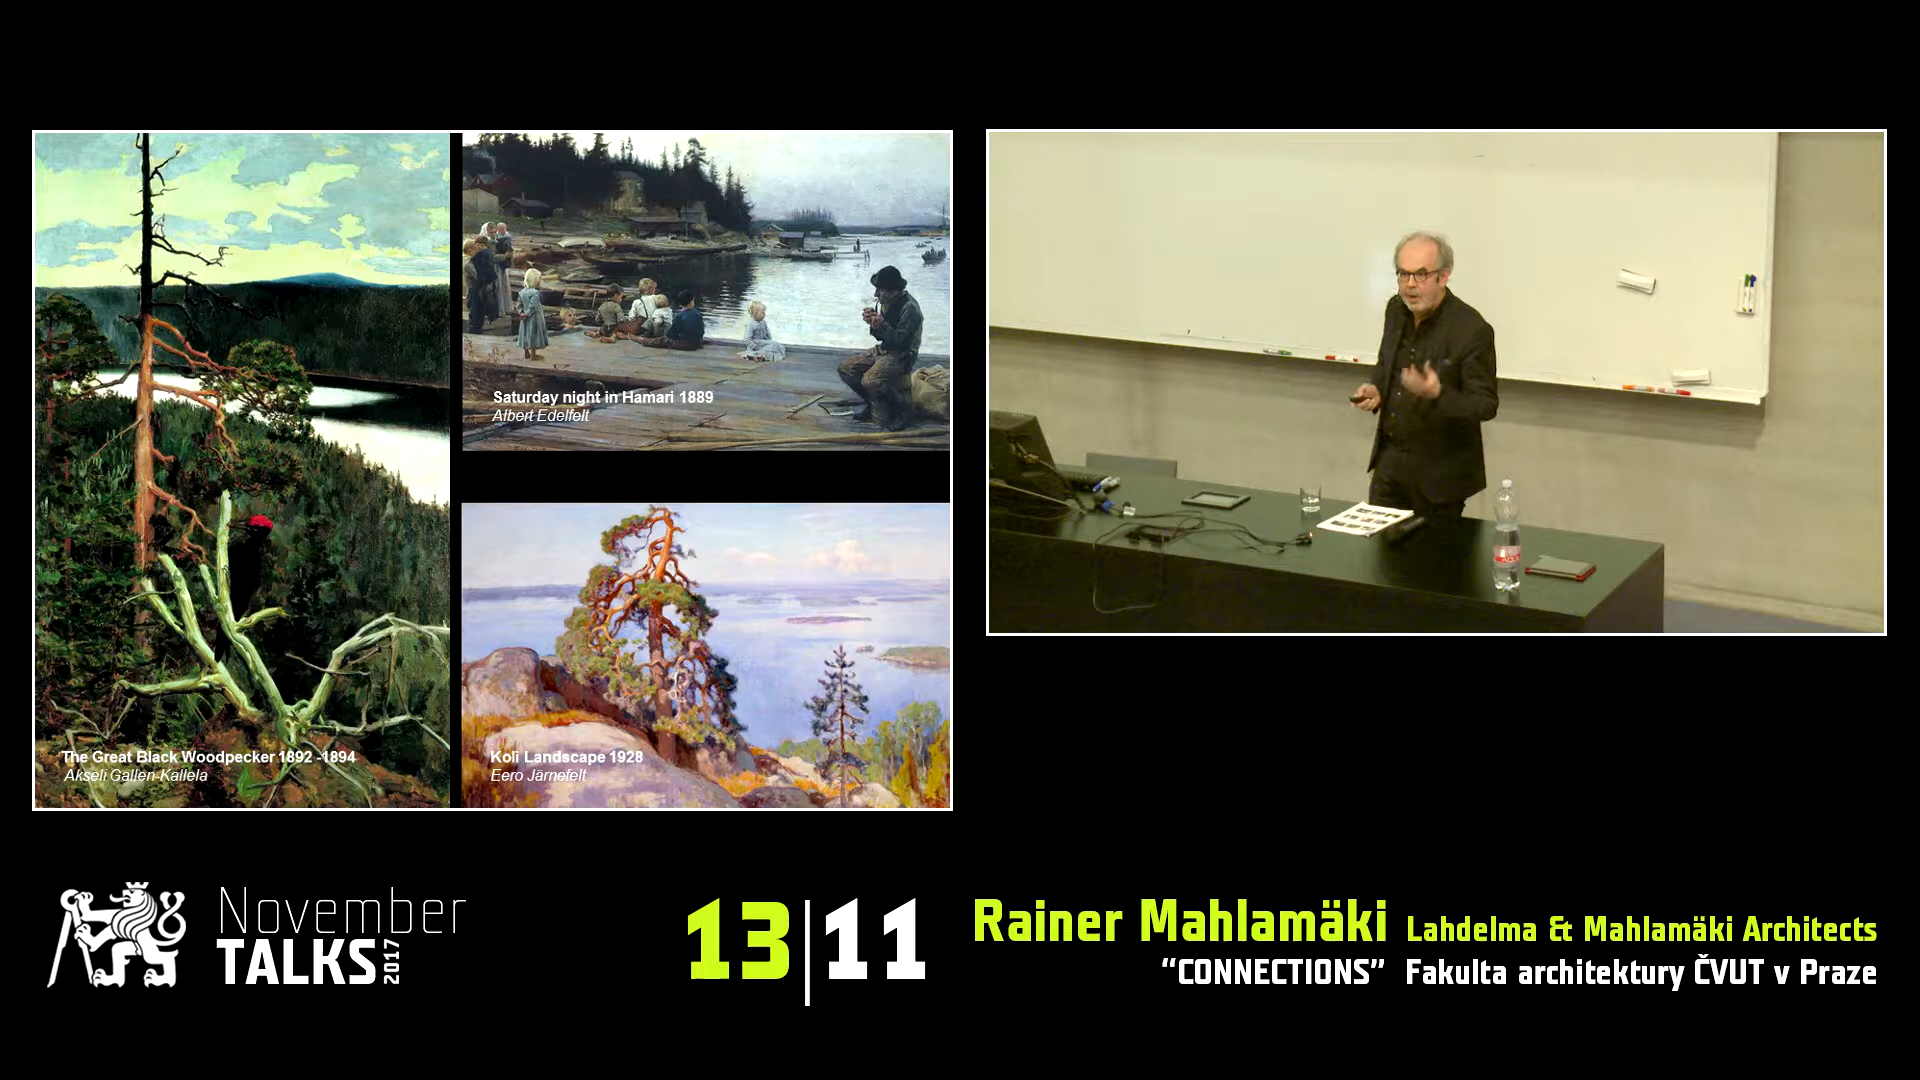 Saturday night in Hamari 1889
Albert Edelfelt
The Great Black Woodpecker 1892 -1894
Akseli Gallen-Kallela
Koli Landscape 1928
Eero Järnefelt
November
TALKS 2017
13|11
Rainer Mahlamäki Lahdelma & Mahlamäki Architects
“CONNECTIONS” Fakulta architektury ČVUT v Praze